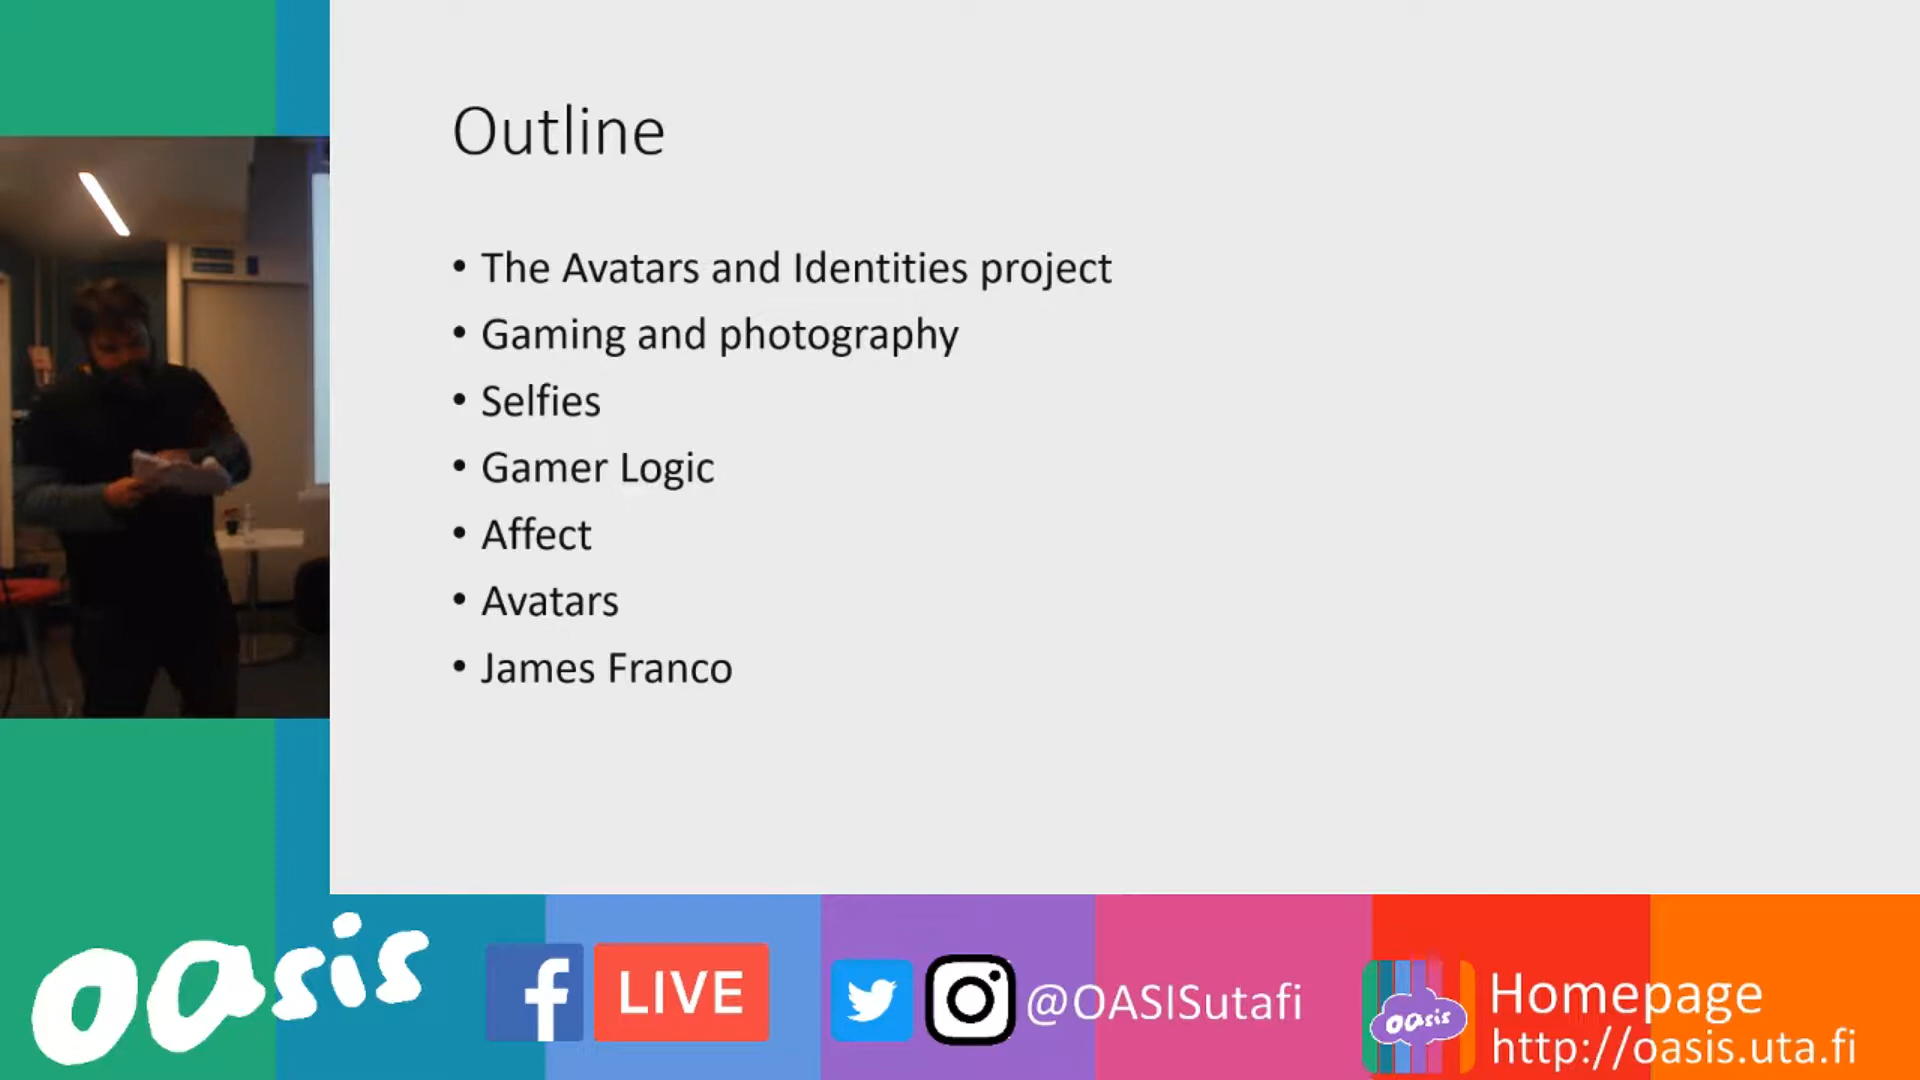 Outline
• The Avatars and Identities project
• Gaming and photography
• Selfies
• Gamer Logic
• Affect
• Avatars
• James Franco
oasis
f LIVE
@OASISutafi
oasis
Homepage
http://oasis.uta.fi